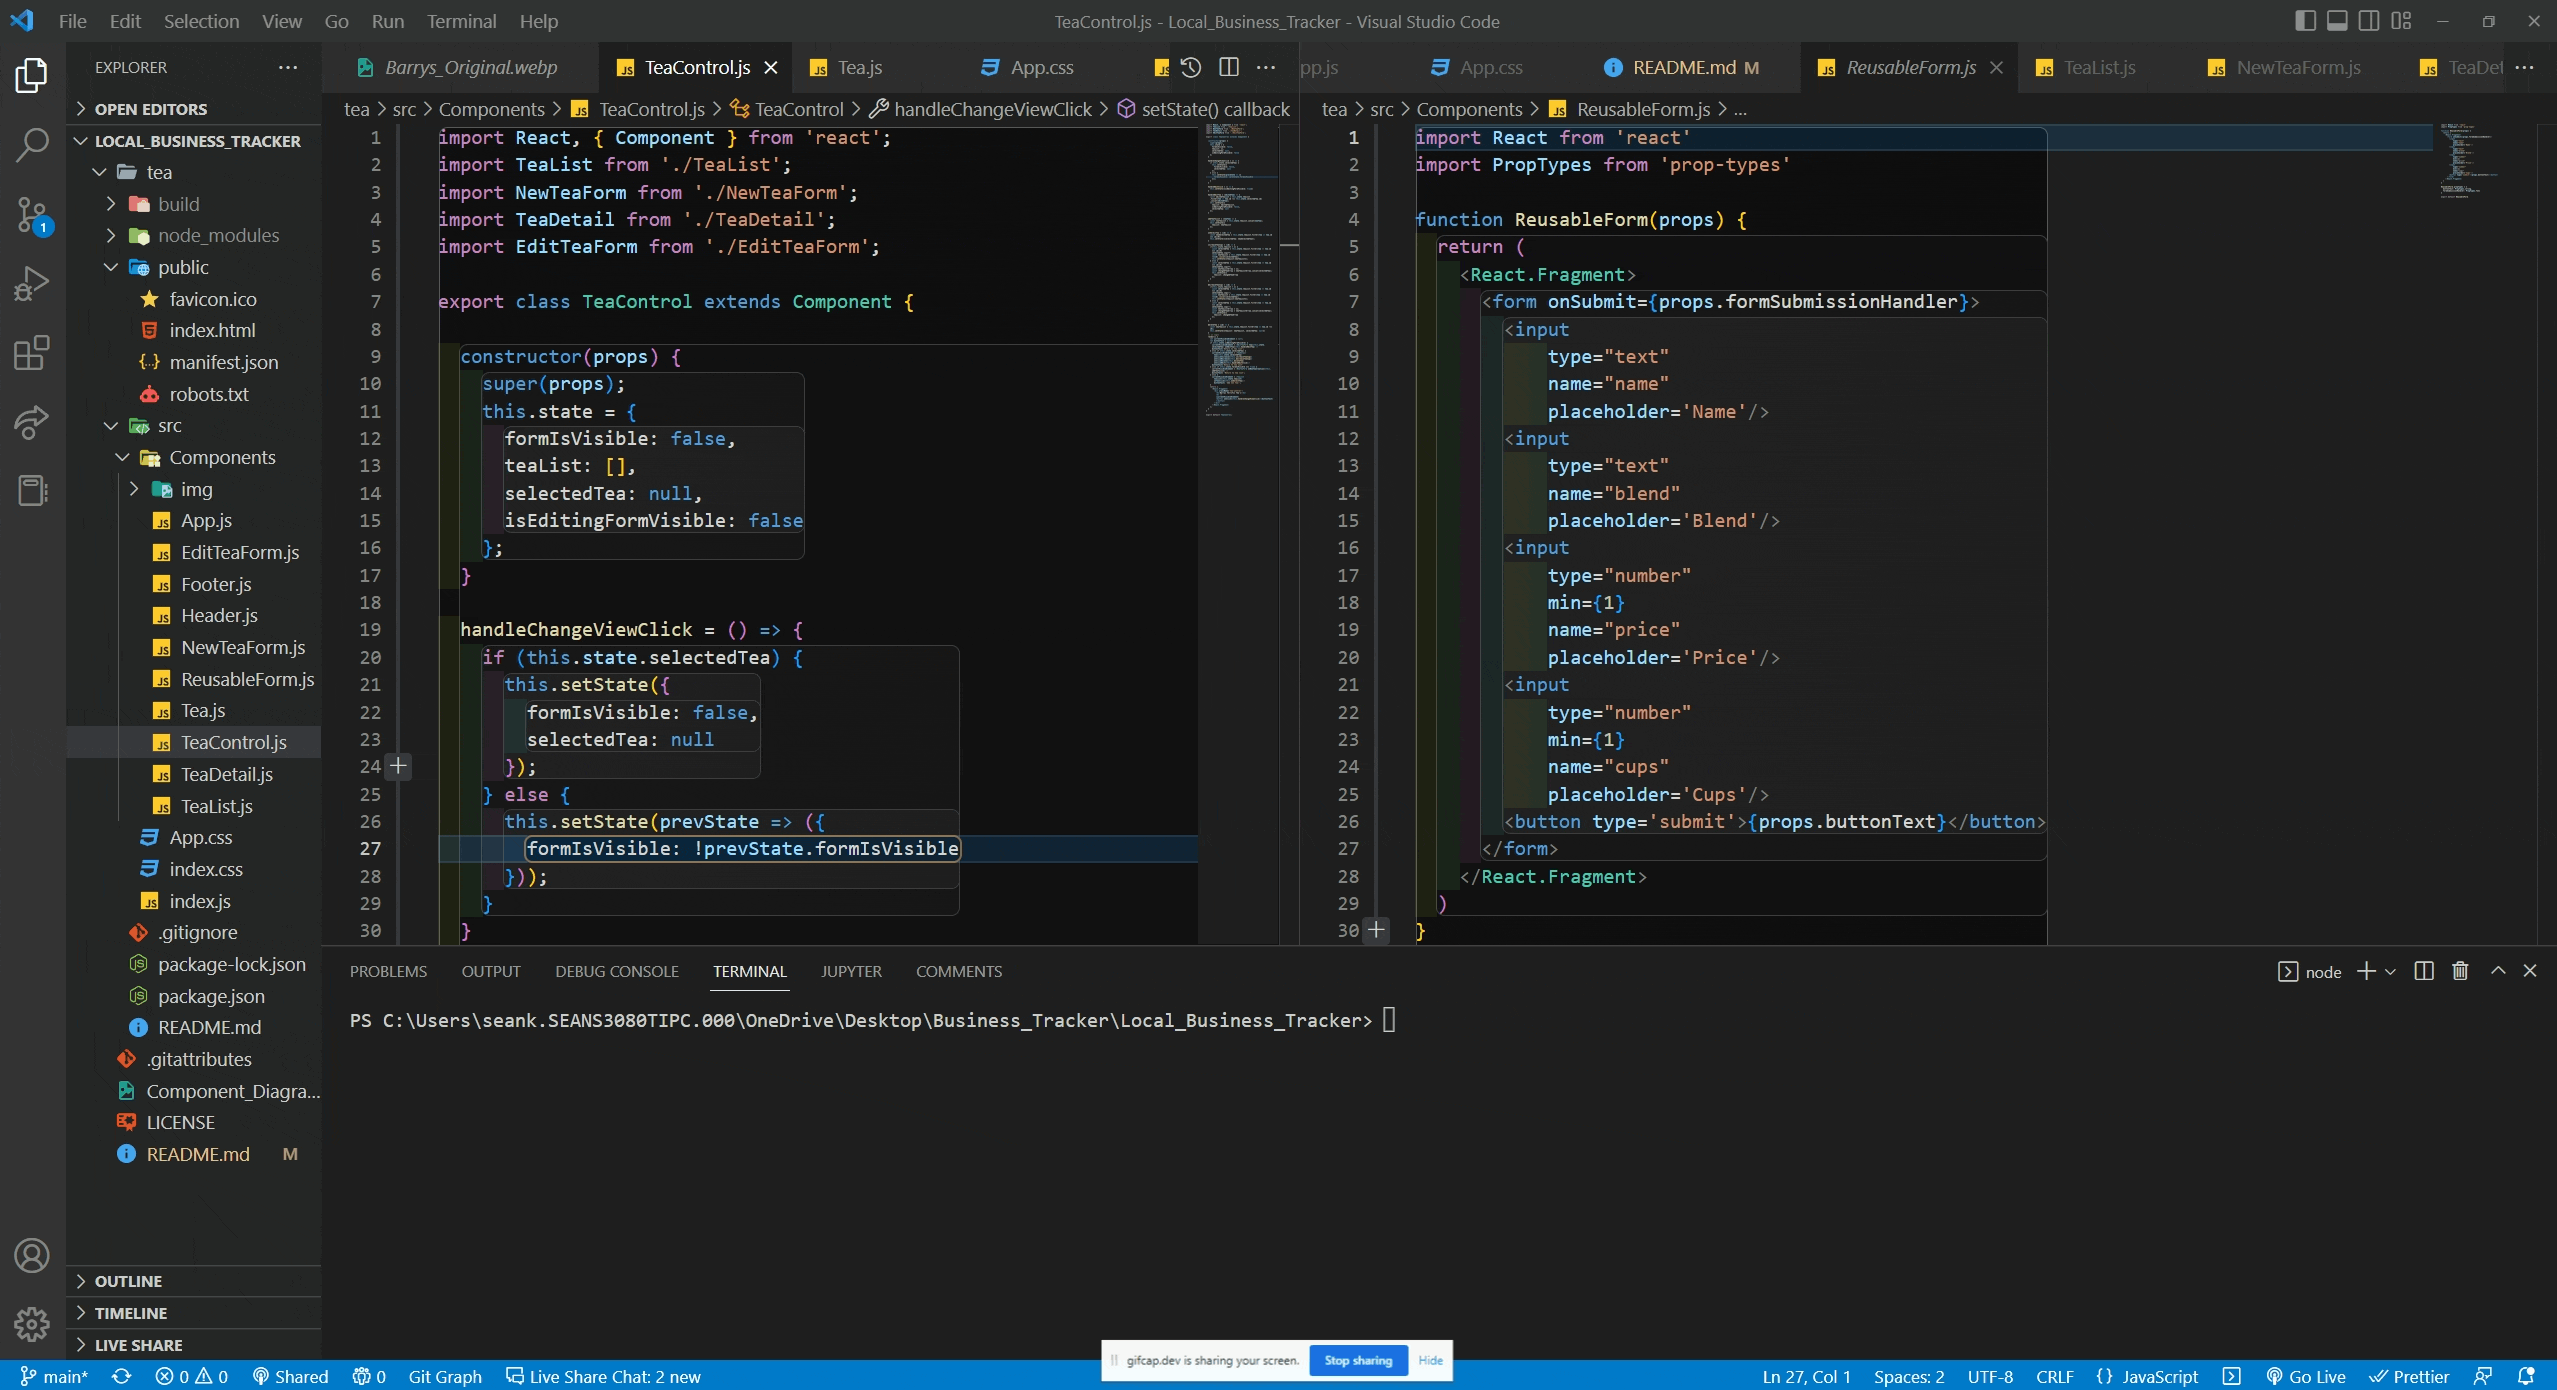 File Edit Selection View Go Run Terminal Help
TeaControl.js - Local_Business_Tracker - Visual Studio Code
EXPLORER
OPEN EDITORS
LOCAL_BUSINESS_TRACKER
tea
build
node_modules
public
favicon.ico
index.html
manifest.json
robots.txt
src
Components
img
App.js
EditTeaForm.js
Footer.js
Header.js
NewTeaForm.js
ReusableForm.js
Tea.js
TeaControl.js
TeaDetail.js
TeaList.js
App.css
index.css
index.js
.gitignore
package-lock.json
package.json
README.md
.gitattributes
Component_Diagra...
LICENSE
README.md M
OUTLINE
TIMELINE
LIVE SHARE
1
Barrys_Original.webp TeaControl.js Tea.js App.css
tea > src > Components > TeaControl.js > TeaControl > handleChangeViewClick > setState() callback
1 import React, { Component } from 'react';
2 import TeaList from './TeaList';
3 import NewTeaForm from './NewTeaForm';
4 import TeaDetail from './TeaDetail';
5 import EditTeaForm from './EditTeaForm';
6
7 export class TeaControl extends Component {
8
9 constructor(props) {
10 super(props);
11 this.state = {
12 formIsVisible: false,
13 teaList: [],
14 selectedTea: null,
15 isEditingFormVisible: false
16 };
17 }
18
19 handleChangeViewClick = () => {
20 if (this.state.selectedTea) {
21 this.setState({
22 formIsVisible: false,
23 selectedTea: null
24 });
25 } else {
26 this.setState(prevState => ({
27 formIsVisible: !prevState.formIsVisible
28 }));
29 }
30 }
pp.js App.css README.md M ReusableForm.js TeaList.js NewTeaForm.js TeaDet
tea > src > Components > ReusableForm.js > ...
1 import React from 'react'
2 import PropTypes from 'prop-types'
3
4 function ReusableForm(props) {
5 return (
6 <React.Fragment>
7 <form onSubmit={props.formSubmissionHandler}>
8 <input
9 type="text"
10 name="name"
11 placeholder='Name'/>
12 <input
13 type="text"
14 name="blend"
15 placeholder='Blend'/>
16 <input
17 type="number"
18 min={1}
19 name="price"
20 placeholder='Price'/>
21 <input
22 type="number"
23 min={1}
24 name="cups"
25 placeholder='Cups'/>
26 <button type='submit'>{props.buttonText}</button>
27 </form>
28 </React.Fragment>
29 )
30 }
PROBLEMS OUTPUT DEBUG CONSOLE TERMINAL JUPYTER COMMENTS
node
PS C:\Users\seank.SEANS3080TIPC.000\OneDrive\Desktop\Business_Tracker\Local_Business_Tracker>
gifcap.dev is sharing your screen. Stop sharing Hide
main* 0 0 Shared 0 Git Graph Live Share Chat: 2 new
Ln 27, Col 1 Spaces: 2 UTF-8 CRLF {} JavaScript Go Live Prettier